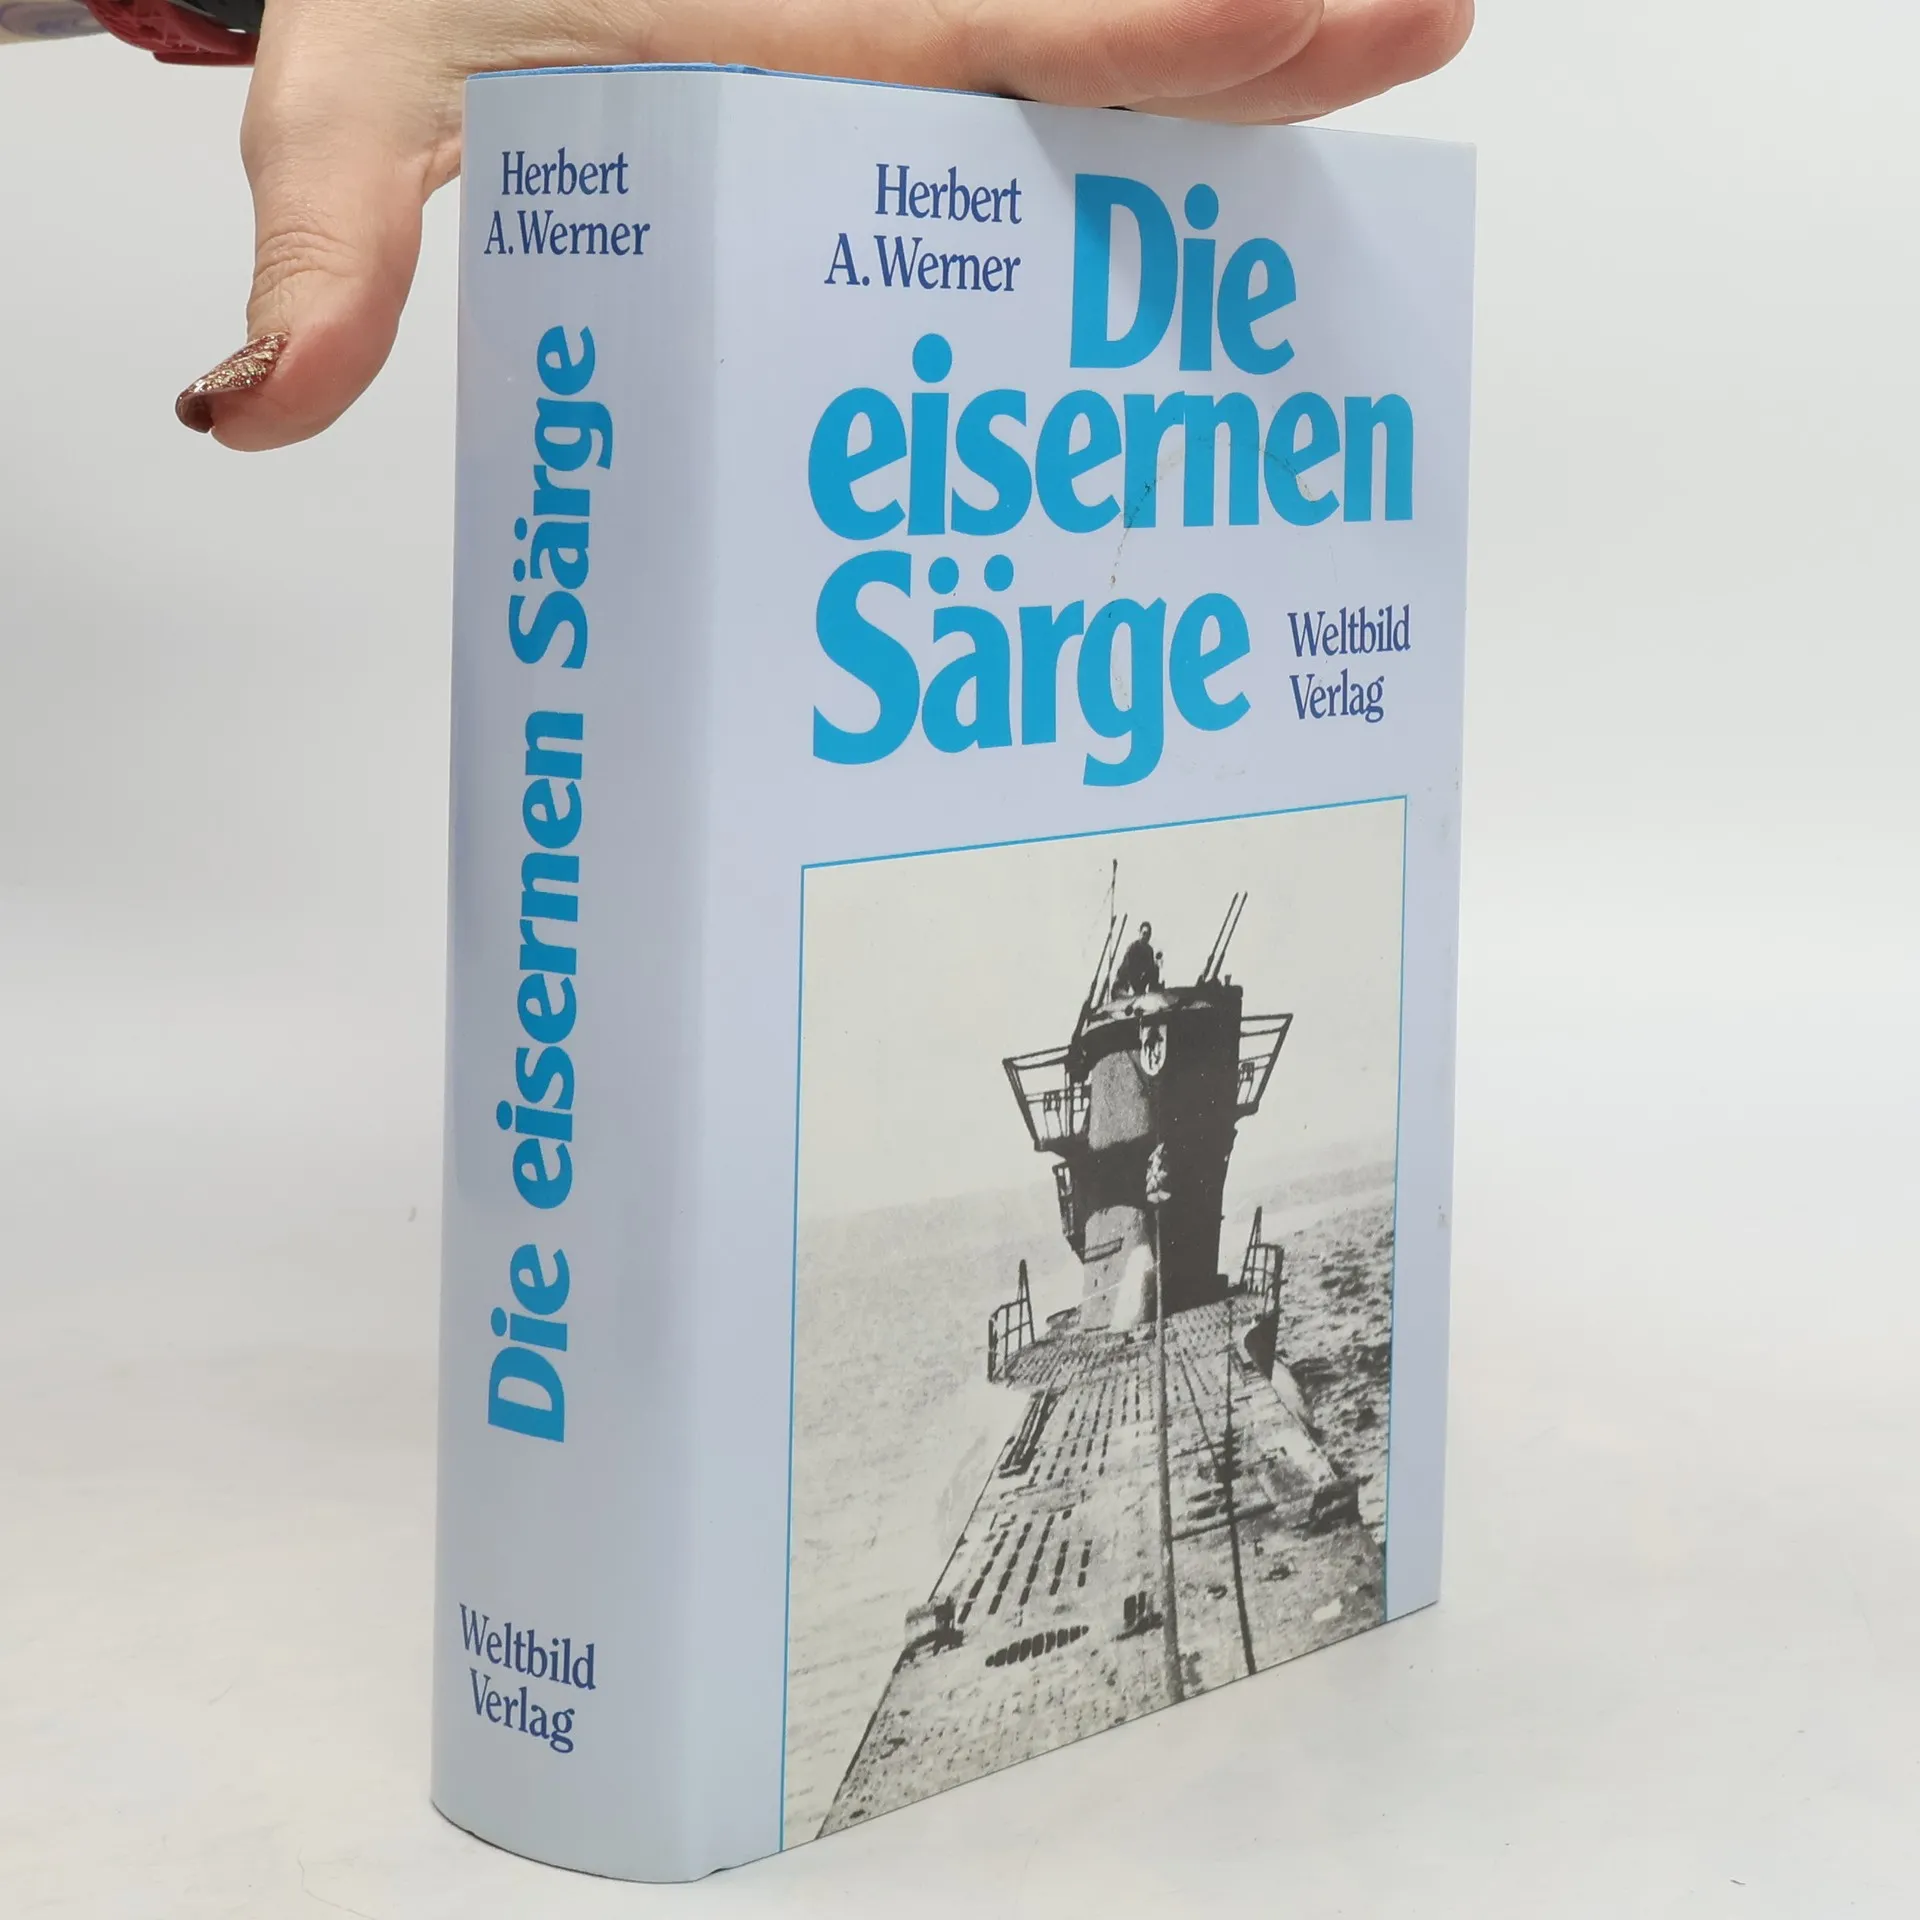 Herbert
A. Werner
Die eisernen Särge
Weltbild
Verlag
Herbert
A. Werner
Die
eisernen
Särge
Weltbild
Verlag